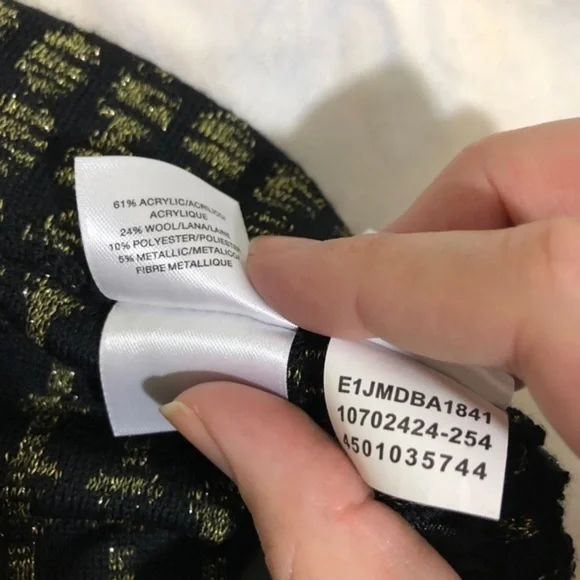 61% ACRYLIC/ACRILICO/
ACRYLIQUE
24% WOOL/LANA/LAINE
10% POLYESTER/POLIESTER
5% METALLIC/METALICO/
FIBRE METALLIQUE
E1JMDBA1841
10702424-254
4501035744